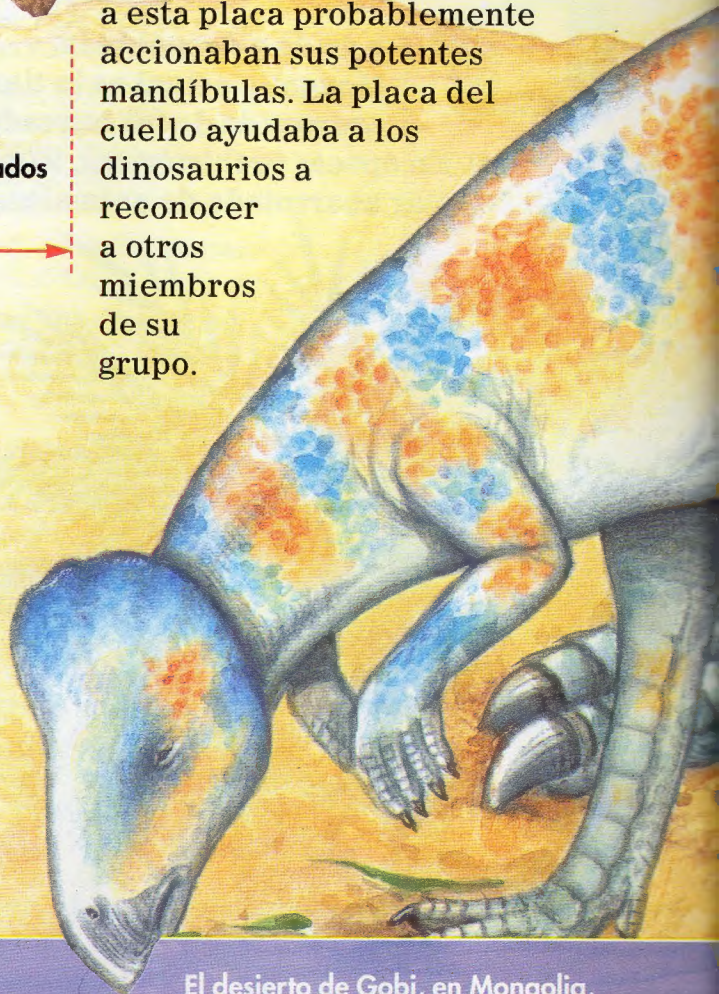 a esta placa probablemente
accionaban sus potentes
mandíbulas. La placa del
cuello ayudaba a los
dinosaurios a
reconocer
a otros
miembros
de su
grupo.
El desierto de Gobi, en Mongolia,